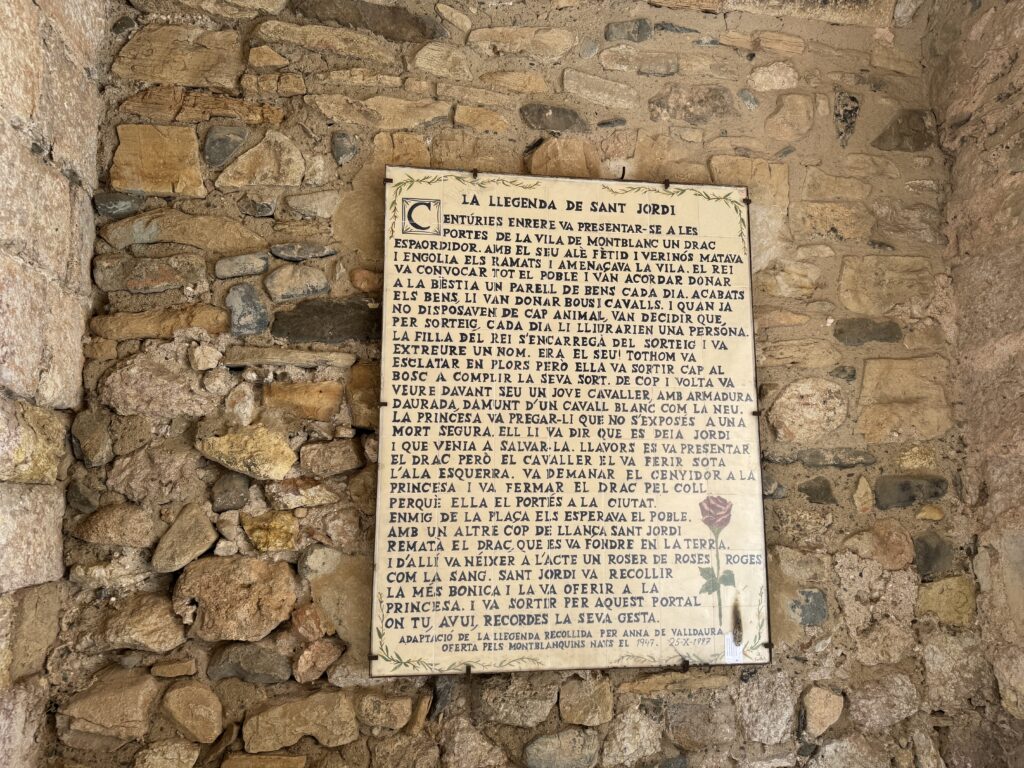 LA LLEGENDA DE SANT JORDI
CENTÚRIES ENRERE VA PRESENTAR-SE A LES
PORTES DE LA VILA DE MONTBLANC UN DRAC
ESPAORDIDOR. AMB EL SEU ALÈ FÈTID I VERINÓS MATAVA
I ENGOLIA ELS RAMATS I AMENAÇAVA LA VILA. EL REI
VA CONVOCAR TOT EL POBLE I VAN ACORDAR DONAR
A LA BÈSTIA UN PARELL DE BENS CADA DIA. ACABATS
ELS BENS, LI VAN DONAR BOUS I CAVALLS. I QUAN JA
NO DISPOSAVEN DE CAP ANIMAL, VAN DECIDIR QUE,
PER SORTEIG, CADA DIA LI LLIURARIEN UNA PERSONA.
LA FILLA DEL REI S'ENCARREGÀ DEL SORTEIG I VA
EXTREURE UN NOM. ERA EL SEU! TOTHOM VA
ESCLATAR EN PLORS PERÒ ELLA VA SORTIR CAP AL
BOSC A COMPLIR LA SEVA SORT. DE COP I VOLTA VA
VEURE DAVANT SEU UN JOVE CAVALLER, AMB ARMADURA
DAURADA, DAMUNT D'UN CAVALL BLANC COM LA NEU.
LA PRINCESA VA PREGAR-LI QUE NO S'EXPOSÉS A UNA
MORT SEGURA. ELL LI VA DIR QUE ES DEIA JORDI
I QUE VENIA A SALVAR-LA. LLAVORS ES VA PRESENTAR
EL DRAC PERÒ EL CAVALLER EL VA FERIR SOTA
L'ALA ESQUERRA. VA DEMANAR EL CENYIDOR A LA
PRINCESA I VA FERMAR EL DRAC PEL COLL
PERQUÈ ELLA EL PORTÉS A LA CIUTAT.
ENMIG DE LA PLAÇA ELS ESPERAVA EL POBLE.
AMB UN ALTRE COP DE LLANÇA, SANT JORDI
REMATÀ EL DRAC, QUE ES VA FONDRE EN LA TERRA.
I D'ALLÍ VA NÉIXER A L'ACTE UN ROSER DE ROSES ROGES
COM LA SANG. SANT JORDI VA RECOLLIR
LA MÉS BONICA I LA VA OFERIR A LA
PRINCESA. I VA SORTIR PER AQUEST PORTAL
ON TU, AVUI, RECORDES LA SEVA GESTA.
ADAPTACIÓ DE LA LLEGENDA RECOLLIDA PER ANNA DE VALLDAURA
OFERTA PELS MONTBLANQUINS NATS EL 1947. 25-X-1997